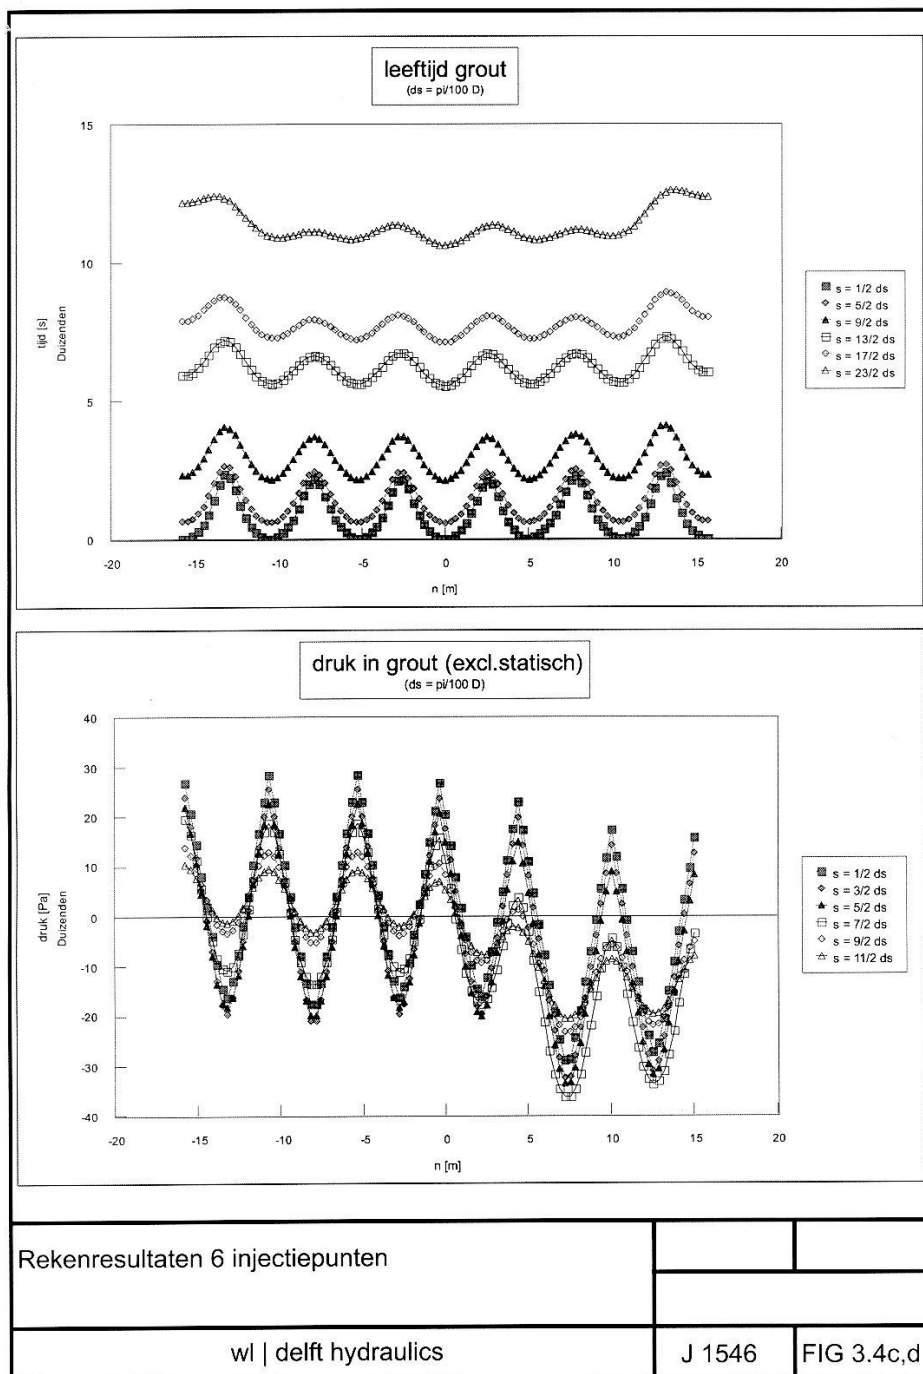 leeftijd grout
(ds = pi/100 D)
15
10
5
0
tijd [s]
Duizenden
-20
-15
-10
-5
0
5
10
15
20
n [m]
s = 1/2 ds
s = 5/2 ds
s = 9/2 ds
s = 13/2 ds
s = 17/2 ds
s = 23/2 ds
druk in grout (excl.statisch)
(ds = pi/100 D)
40
30
20
10
0
-10
-20
-30
-40
druk [Pa]
Duizenden
-20
-15
-10
-5
0
5
10
15
20
n [m]
s = 1/2 ds
s = 3/2 ds
s = 5/2 ds
s = 7/2 ds
s = 9/2 ds
s = 11/2 ds
Rekenresultaten 6 injectiepunten
wl | delft hydraulics
J 1546
FIG 3.4c,d